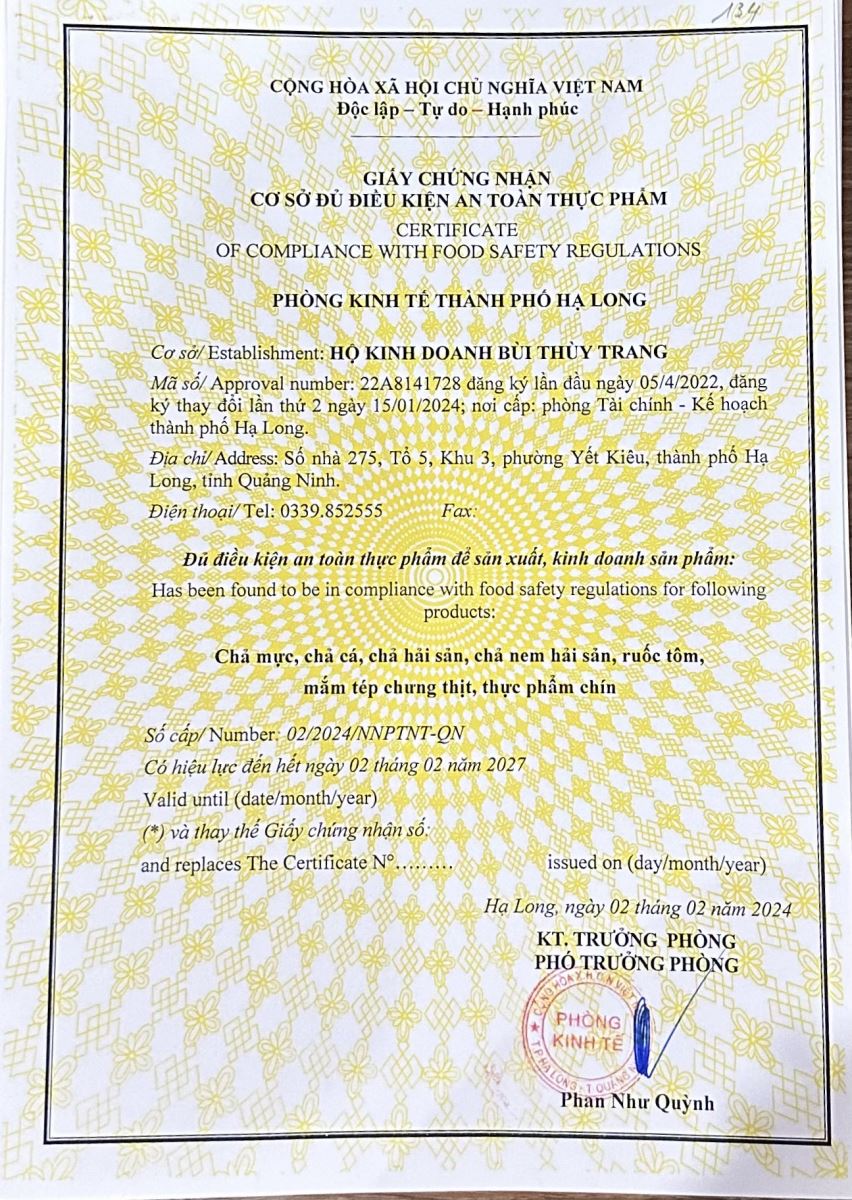 134
CỘNG HÒA XÃ HỘI CHỦ NGHĨA VIỆT NAM
Độc lập – Tự do – Hạnh phúc
GIẤY CHỨNG NHẬN
CƠ SỞ ĐỦ ĐIỀU KIỆN AN TOÀN THỰC PHẨM
CERTIFICATE
OF COMPLIANCE WITH FOOD SAFETY REGULATIONS
PHÒNG KINH TẾ THÀNH PHỐ HẠ LONG
Cơ sở/ Establishment: HỘ KINH DOANH BÙI THÙY TRANG
Mã số/ Approval number: 22A8141728 đăng ký lần đầu ngày 05/4/2022, đăng
ký thay đổi lần thứ 2 ngày 15/01/2024; nơi cấp: phòng Tài chính - Kế hoạch
thành phố Hạ Long.
Địa chỉ/ Address: Số nhà 275, Tổ 5, Khu 3, phường Yết Kiêu, thành phố Hạ
Long, tỉnh Quảng Ninh.
Điện thoại/ Tel: 0339.852555 Fax:
Đủ điều kiện an toàn thực phẩm để sản xuất, kinh doanh sản phẩm:
Has been found to be in compliance with food safety regulations for following
products:
Chả mực, chả cá, chả hải sản, chả nem hải sản, ruốc tôm,
mắm tép chưng thịt, thực phẩm chín
Số cấp/ Number: 02/2024/NNPTNT-QN
Có hiệu lực đến hết ngày 02 tháng 02 năm 2027
Valid until (date/month/year)
(*) và thay thế Giấy chứng nhận số:
and replaces The Certificate N°......... issued on (day/month/year)
Hạ Long, ngày 02 tháng 02 năm 2024
KT. TRƯỞNG PHÒNG
PHÓ TRƯỞNG PHÒNG
PHÒNG
KINH TẾ
T.P HẠ LONG - T. QUẢNG
Phan Như Quỳnh